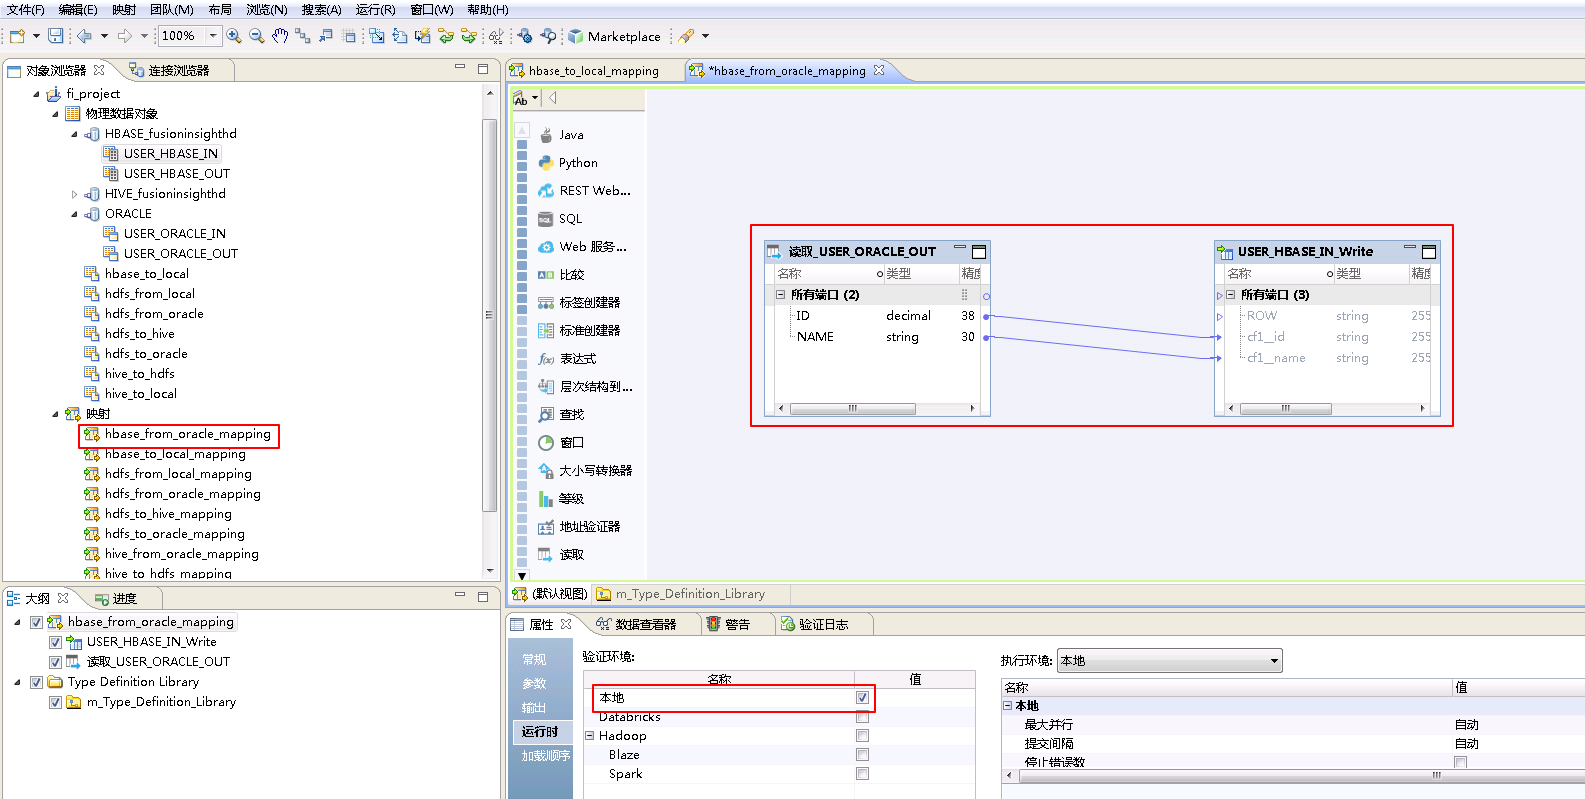 文件(F) 编辑(E) 映射 团队(M) 布局 浏览(N) 搜索(A) 运行(R) 窗口(W) 帮助(H)
100% Marketplace
对象浏览器 连接浏览器
fi_project
物理数据对象
HBASE_fusioninsighthd
USER_HBASE_IN
USER_HBASE_OUT
HIVE_fusioninsighthd
ORACLE
USER_ORACLE_IN
USER_ORACLE_OUT
hbase_to_local
hdfs_from_local
hdfs_from_oracle
hdfs_to_hive
hdfs_to_oracle
hive_to_hdfs
hive_to_local
映射
hbase_from_oracle_mapping
hbase_to_local_mapping
hdfs_from_local_mapping
hdfs_from_oracle_mapping
hdfs_to_hive_mapping
hdfs_to_oracle_mapping
hive_from_oracle_mapping
hive_to_hdfs_mapping
大纲 进度
hbase_from_oracle_mapping
USER_HBASE_IN_Write
读取_USER_ORACLE_OUT
Type Definition Library
m_Type_Definition_Library
hbase_to_local_mapping *hbase_from_oracle_mapping
Ab
Java
Python
REST Web...
SQL
Web 服务...
比较
标签创建器
标准创建器
表达式
层次结构到...
查找
窗口
大小写转换器
等级
地址验证器
读取
读取_USER_ORACLE_OUT
名称 类型 精度
所有端口 (2)
ID decimal 38
NAME string 30
USER_HBASE_IN_Write
名称 类型 精度
所有端口 (3)
ROW string 255
cf1__id string 255
cf1__name string 255
(默认视图) m_Type_Definition_Library
属性 数据查看器 警告 验证日志
常规
参数
输出
运行时
加载顺序
验证环境:
名称 值
本地
Databricks
Hadoop
Blaze
Spark
执行环境: 本地
名称 值
本地
最大并行 自动
提交间隔 自动
停止错误数